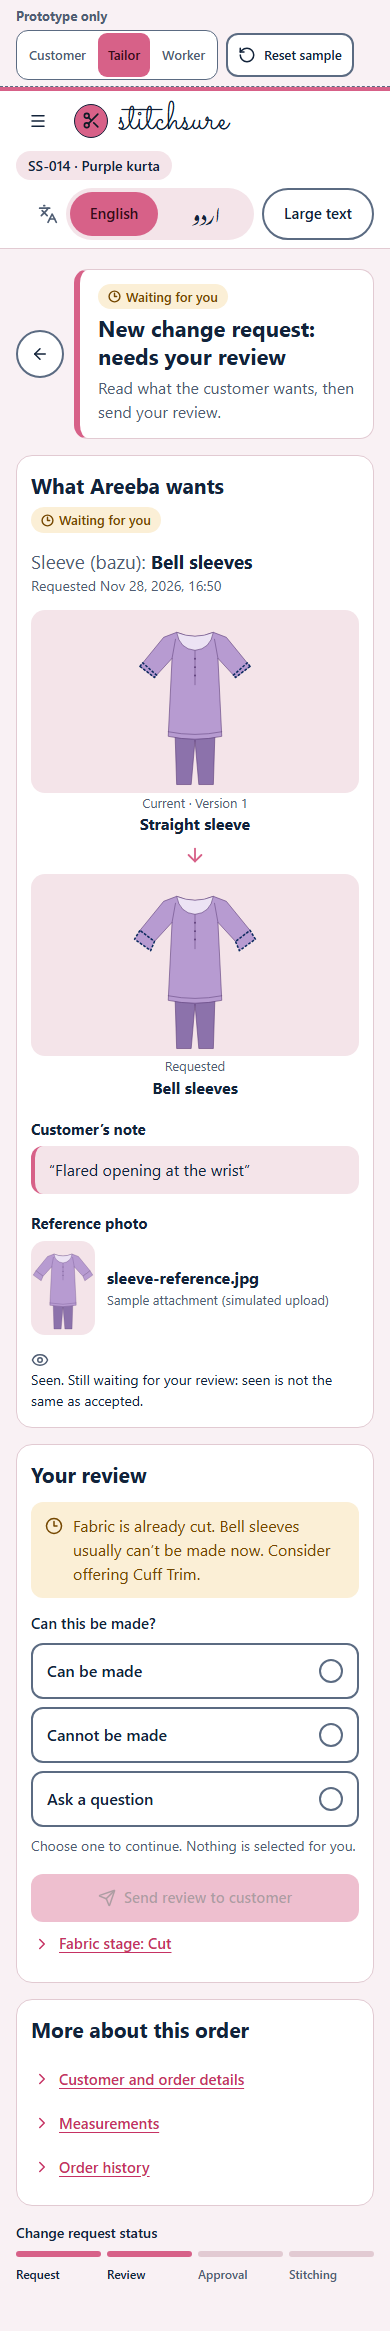 Prototype only
Customer
Tailor
Worker
Reset sample
stitchsure
SS-014 · Purple kurta
English
اردو
Large text
Waiting for you
New change request:
needs your review
Read what the customer wants, then
send your review.
What Areeba wants
Waiting for you
Sleeve (bazu): Bell sleeves
Requested Nov 28, 2026, 16:50
Current · Version 1
Straight sleeve
Requested
Bell sleeves
Customer’s note
“Flared opening at the wrist”
Reference photo
sleeve-reference.jpg
Sample attachment (simulated upload)
Seen. Still waiting for your review: seen is not the
same as accepted.
Your review
Fabric is already cut. Bell sleeves
usually can’t be made now. Consider
offering Cuff Trim.
Can this be made?
Can be made
Cannot be made
Ask a question
Choose one to continue. Nothing is selected for you.
Send review to customer
Fabric stage: Cut
More about this order
Customer and order details
Measurements
Order history
Change request status
Request
Review
Approval
Stitching